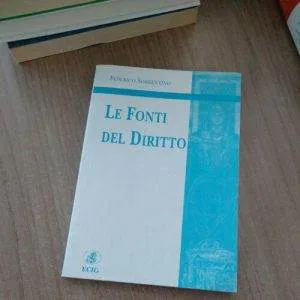 FEDERICO SORRENTINO
LE FONTI
DEL DIRITTO
ECIG